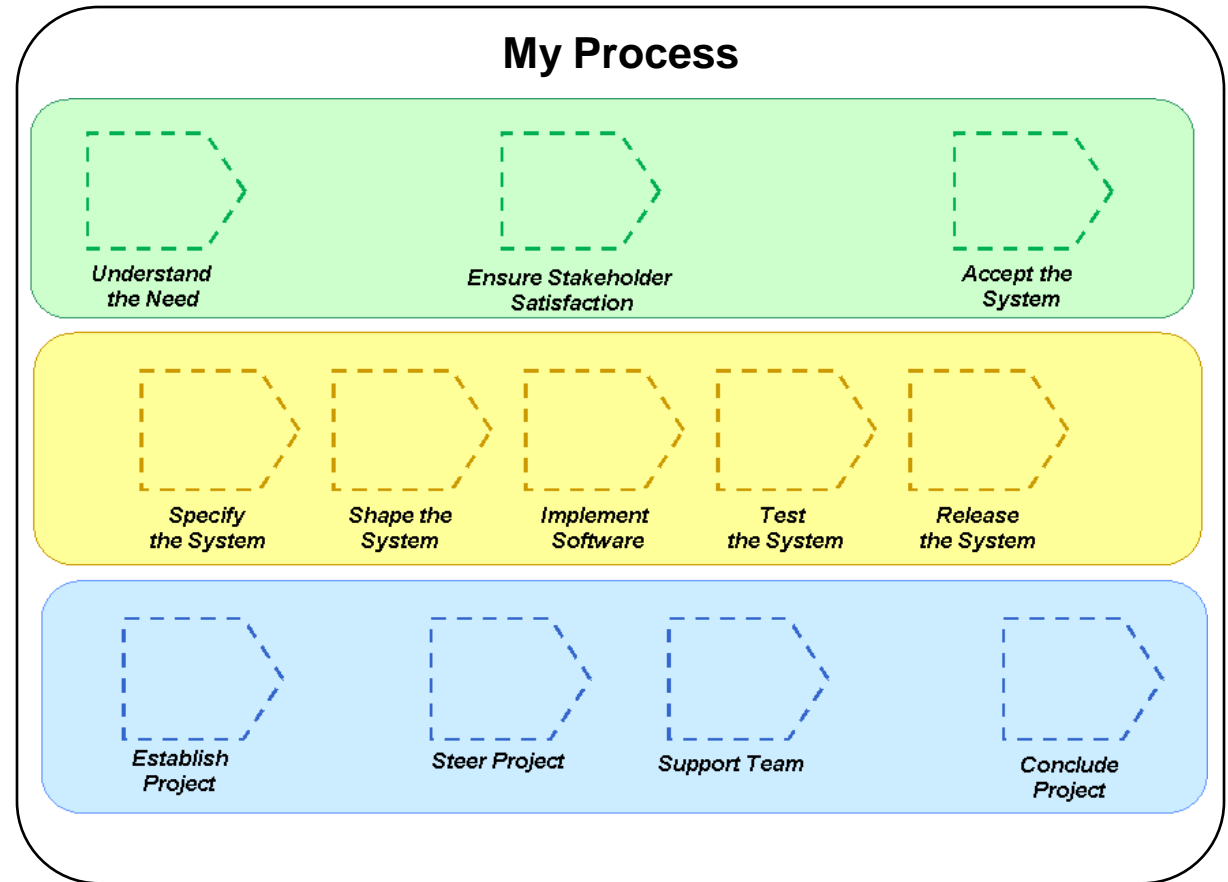 My Process
Understand
the Need
Ensure Stakeholder
Satisfaction
Accept the
System
Specify
the System
Shape the
System
Implement
Software
Test
the System
Release
the System
Establish
Project
Steer Project
Support Team
Conclude
Project